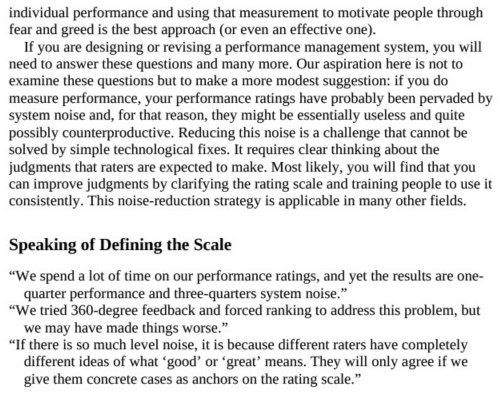 individual performance and using that measurement to motivate people through
fear and greed is the best approach (or even an effective one).
If you are designing or revising a performance management system, you will
need to answer these questions and many more. Our aspiration here is not to
examine these questions but to make a more modest suggestion: if you do
measure performance, your performance ratings have probably been pervaded by
system noise and, for that reason, they might be essentially useless and quite
possibly counterproductive. Reducing this noise is a challenge that cannot be
solved by simple technological fixes. It requires clear thinking about the
judgments that raters are expected to make. Most likely, you will find that you
can improve judgments by clarifying the rating scale and training people to use it
consistently. This noise-reduction strategy is applicable in many other fields.
Speaking of Defining the Scale
“We spend a lot of time on our performance ratings, and yet the results are one-
quarter performance and three-quarters system noise.”
“We tried 360-degree feedback and forced ranking to address this problem, but
we may have made things worse.”
“If there is so much level noise, it is because different raters have completely
different ideas of what ‘good’ or ‘great’ means. They will only agree if we
give them concrete cases as anchors on the rating scale.”